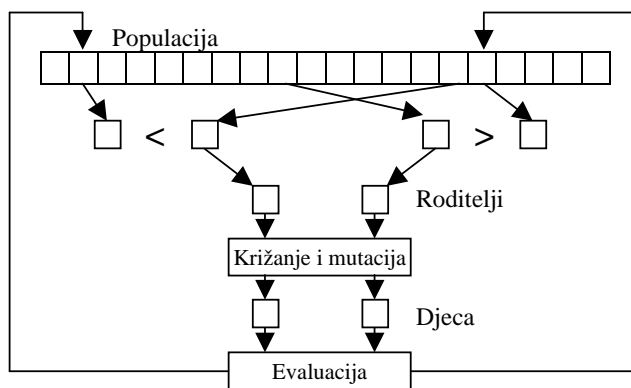 Populacija
< >
Roditelji
Križanje i mutacija
Djeca
Evaluacija